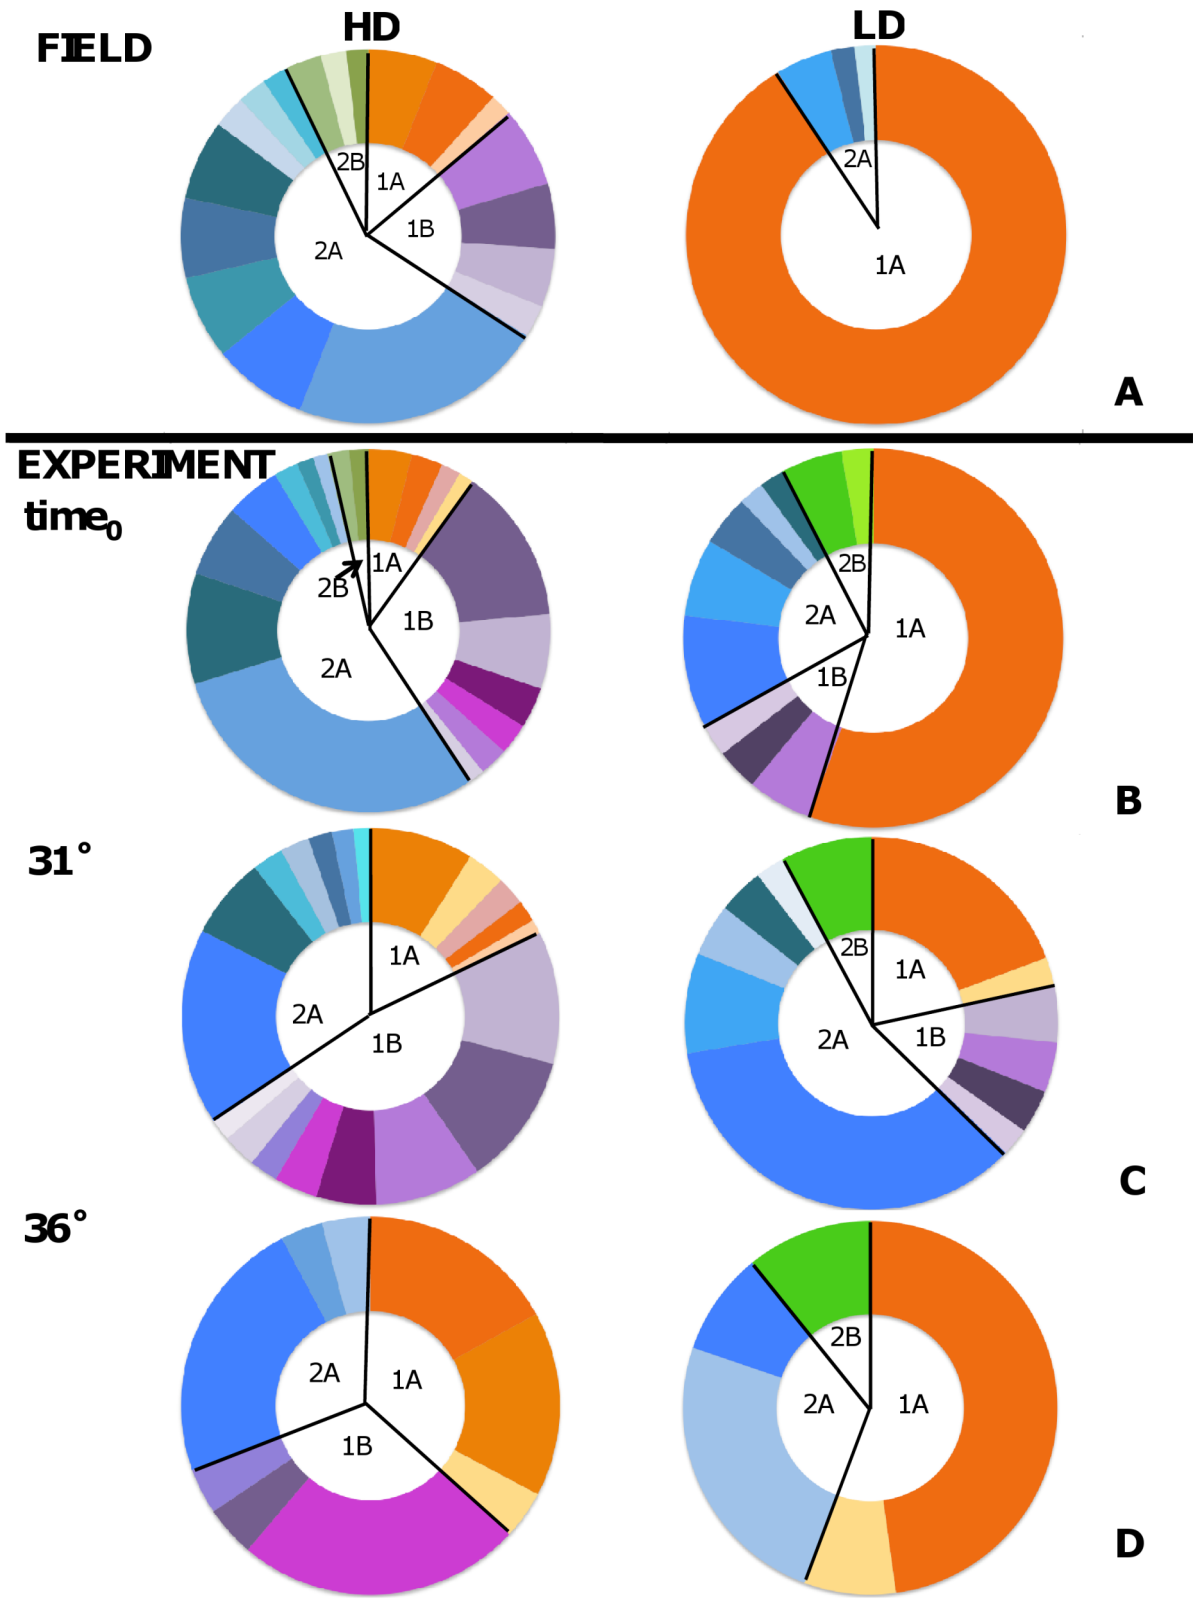 HD LD
FIELD
2B 1A 2A
1B
2A 1A
A
EXPERIMENT
time0
1A 2B
2B 1B 2A 1A
2A 1B
B
31°
1A 2B 1A
2A 1B 2A 1B
C
36°
2A 1A 2B
1B 2A 1A
D